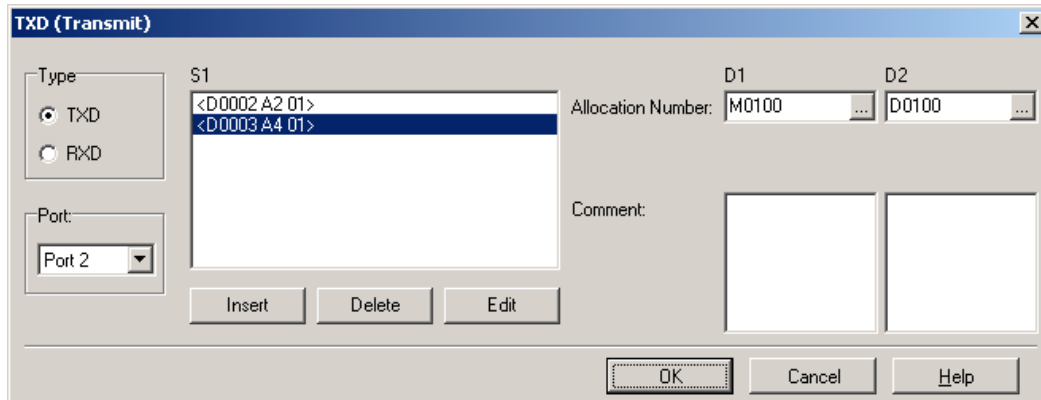 TXD (Transmit)
Type
TXD
RXD
Port:
Port 2
S1
<D0002 A2 01>
<D0003 A4 01>
Insert Delete Edit
D1 D2
Allocation Number: M0100 ... D0100 ...
Comment:
OK Cancel Help